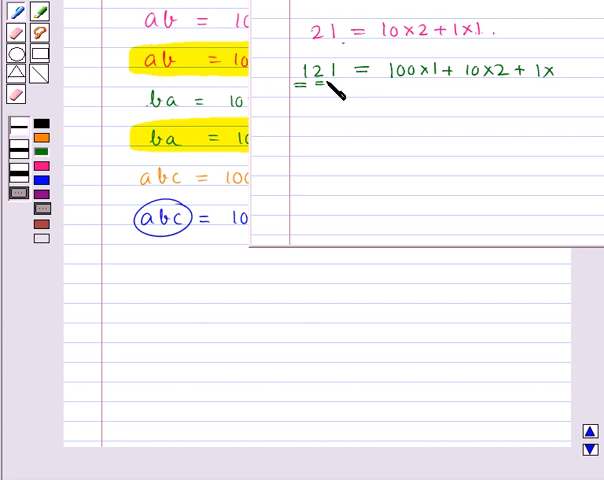 ab = 10
ab = 10
ba = 10
ba = 10
abc = 100
abc = 10
21 = 10×2 + 1×1.
121 = 100×1 + 10×2 + 1×